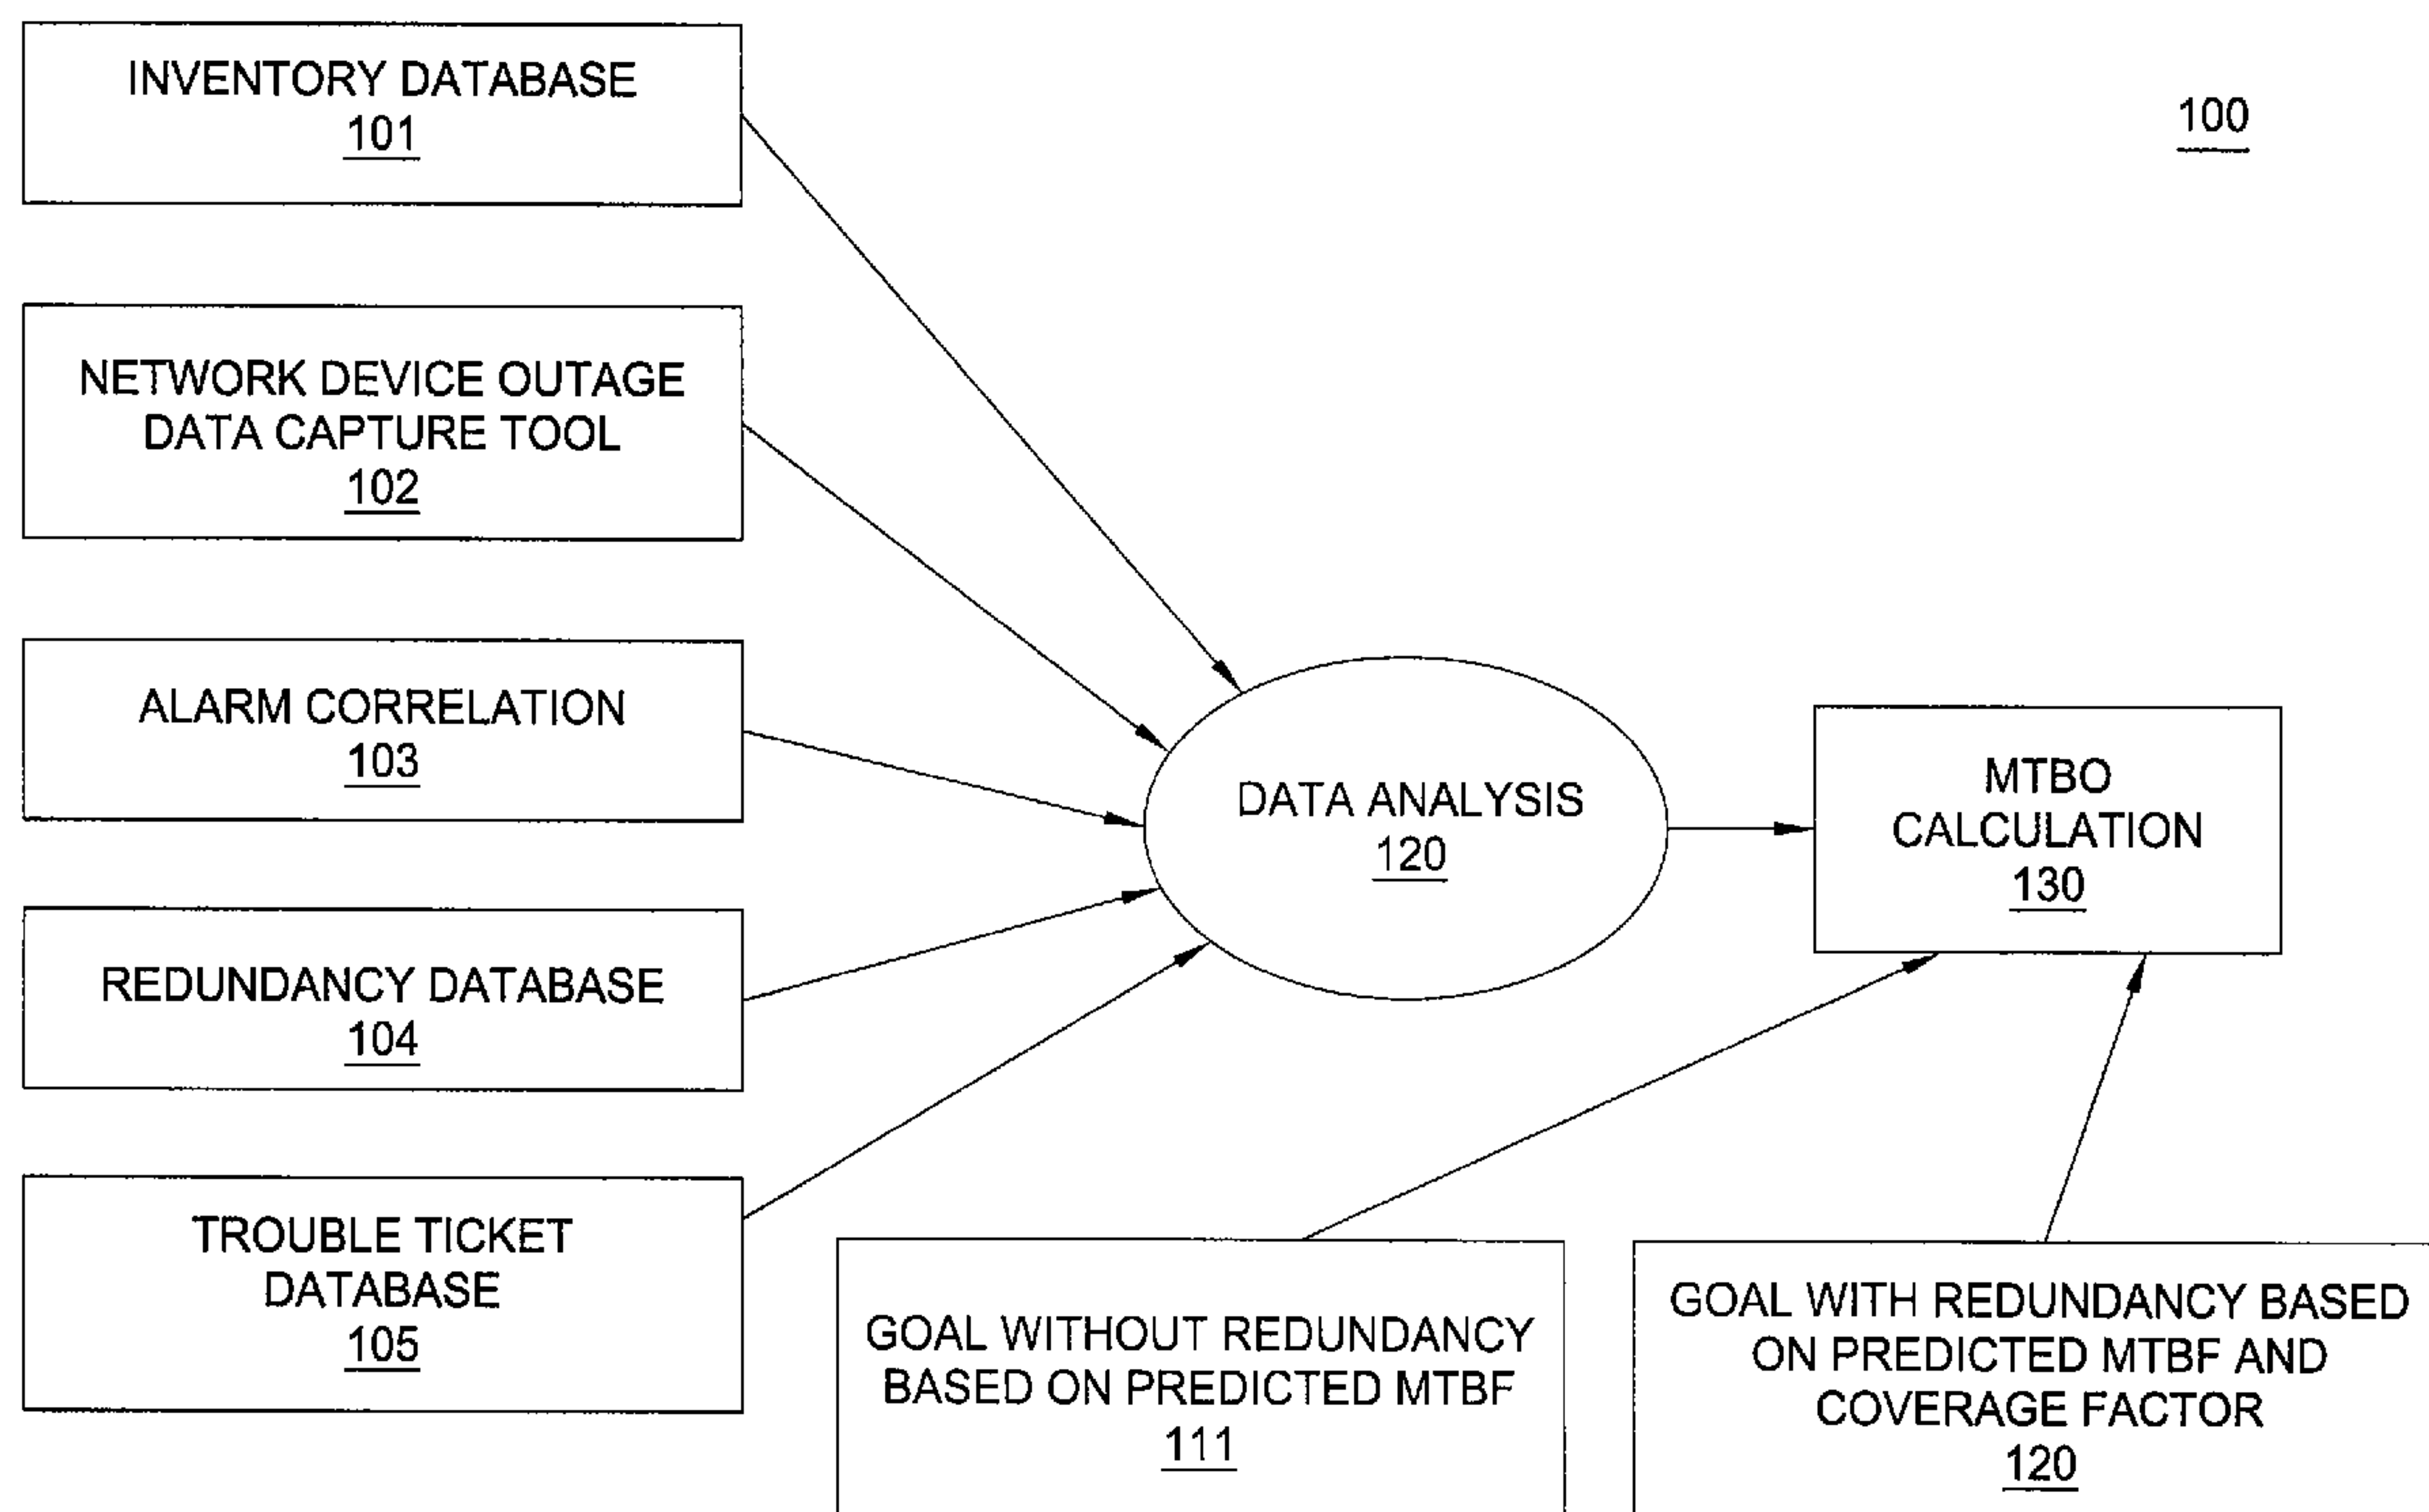 INVENTORY DATABASE
101
100
NETWORK DEVICE OUTAGE
DATA CAPTURE TOOL
102
ALARM CORRELATION
103
DATA ANALYSIS
120
MTBO
CALCULATION
130
REDUNDANCY DATABASE
104
TROUBLE TICKET
DATABASE
105
GOAL WITHOUT REDUNDANCY
BASED ON PREDICTED MTBF
111
GOAL WITH REDUNDANCY BASED
ON PREDICTED MTBF AND
COVERAGE FACTOR
120